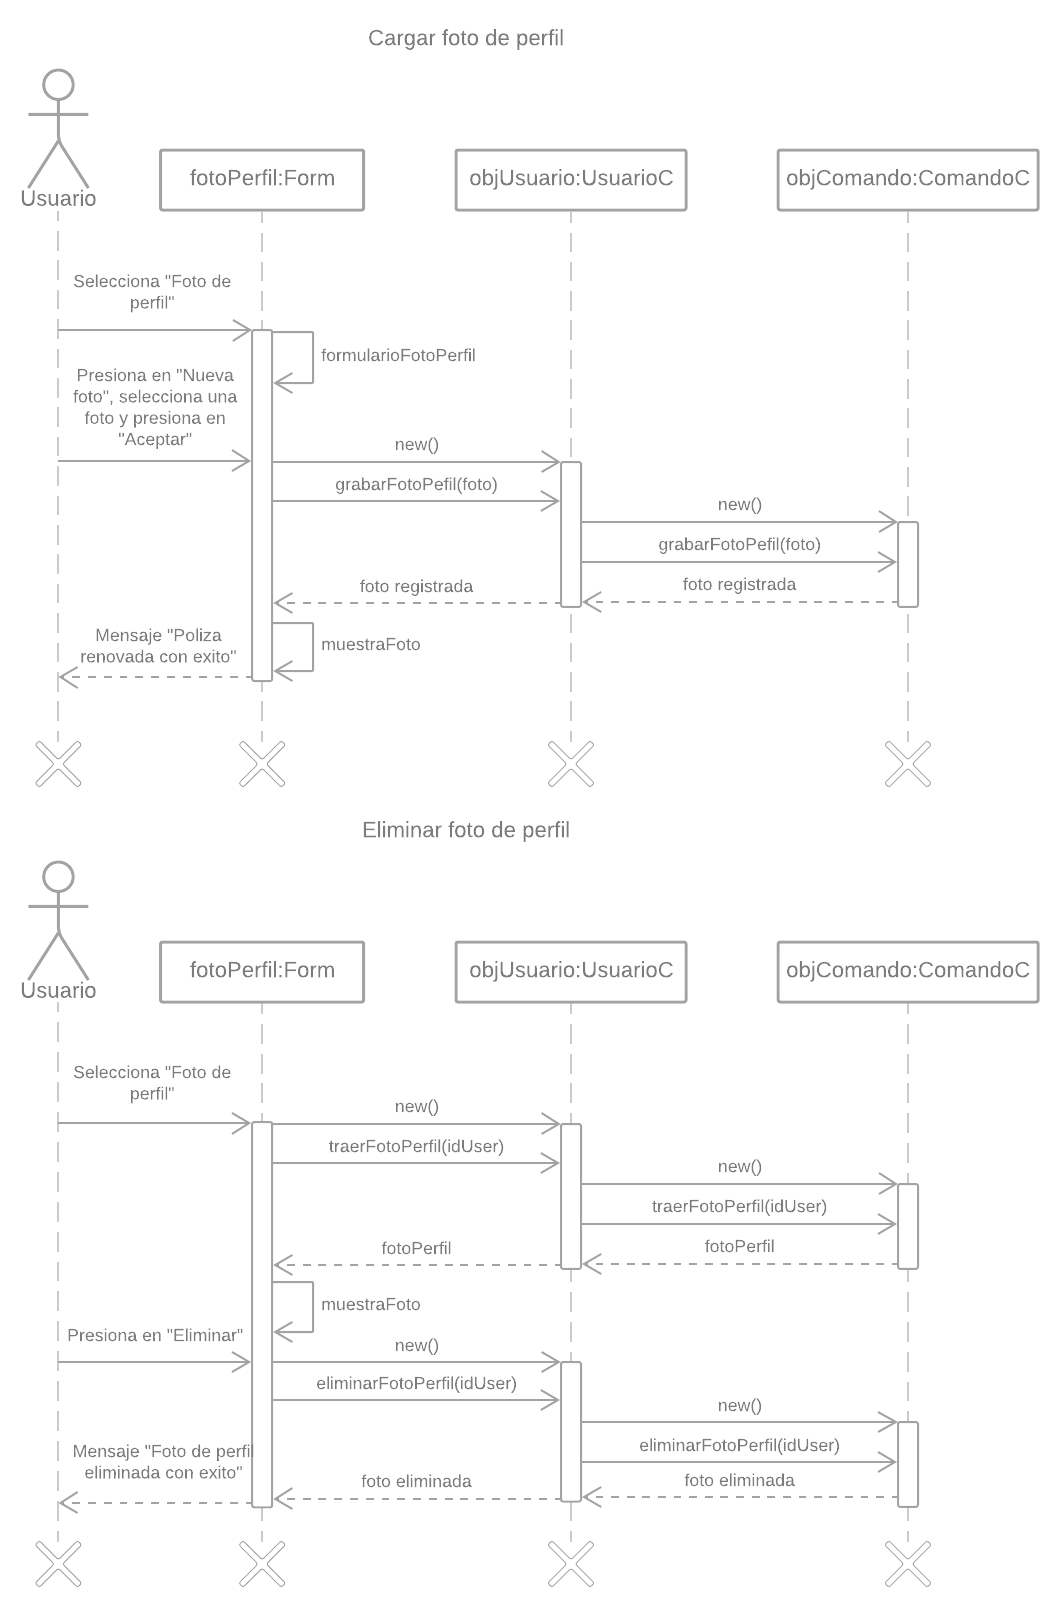 Cargar foto de perfil
Usuario
fotoPerfil:Form
objUsuario:UsuarioC
objComando:ComandoC
Selecciona "Foto de
perfil"
formularioFotoPerfil
Presiona en "Nueva
foto", selecciona una
foto y presiona en
"Aceptar"
new()
grabarFotoPefil(foto)
new()
grabarFotoPefil(foto)
foto registrada
foto registrada
muestraFoto
Mensaje "Poliza
renovada con exito"
Eliminar foto de perfil
Usuario
fotoPerfil:Form
objUsuario:UsuarioC
objComando:ComandoC
Selecciona "Foto de
perfil"
new()
traerFotoPerfil(idUser)
new()
traerFotoPerfil(idUser)
fotoPerfil
fotoPerfil
muestraFoto
Presiona en "Eliminar"
new()
eliminarFotoPerfil(idUser)
new()
eliminarFotoPerfil(idUser)
foto eliminada
foto eliminada
Mensaje "Foto de perfil
eliminada con exito"